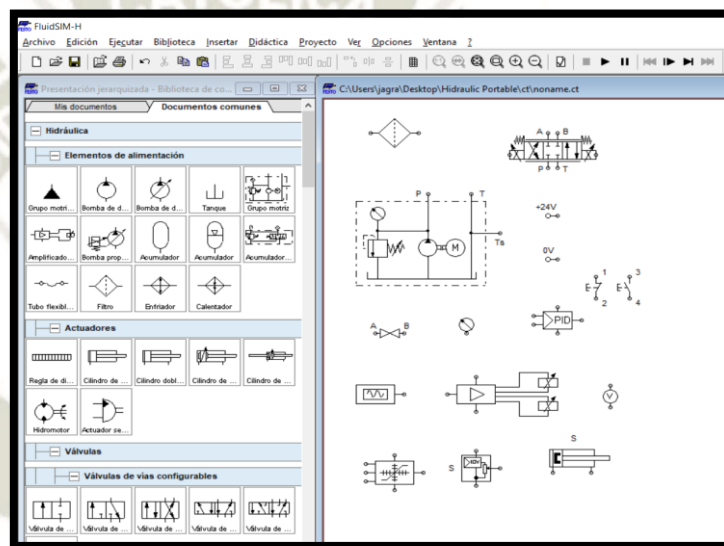 FluidSIM-H
Archivo Edición Ejecutar Biblioteca Insertar Didáctica Proyecto Ver Opciones Ventana ?
Presentación jerarquizada - Biblioteca de co...
Mis documentos Documentos comunes
Hidráulica
Elementos de alimentación
Grupo motri... Bomba de d... Bomba de d... Tanque Grupo motriz
Amplificado... Bomba prop... Acumulador Acumulador Acumulador...
Tubo flexibl... Filtro Enfriador Calentador
Actuadores
Regla de di... Cilindro de ... Cilindro dobl... Cilindro de ... Cilindro de ...
Hidromotor Actuador se...
Válvulas
Válvulas de vías configurables
Válvula de ... Válvula de ... Válvula de ... Válvula de ... Válvula de ...
C:\Users\jagra\Desktop\Hidraulic Portable\ct\noname.ct
A B
P T
P T
+24V
Ts
0V
M
1 3
2 4
A B
PID
V
S
S
10V